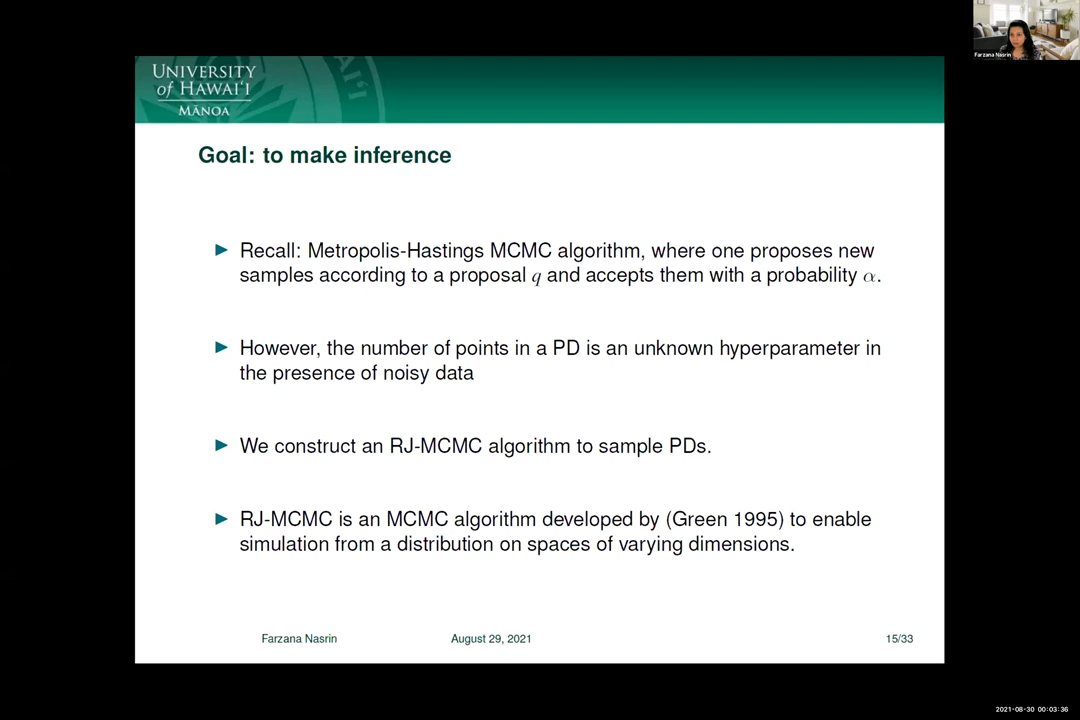 Farzana Nasrin
UNIVERSITY
of HAWAIʻI
MĀNOA
Goal: to make inference
Recall: Metropolis-Hastings MCMC algorithm, where one proposes new
samples according to a proposal q and accepts them with a probability α.
However, the number of points in a PD is an unknown hyperparameter in
the presence of noisy data
We construct an RJ-MCMC algorithm to sample PDs.
RJ-MCMC is an MCMC algorithm developed by (Green 1995) to enable
simulation from a distribution on spaces of varying dimensions.
Farzana Nasrin August 29, 2021 15/33
2021-08-30 00:03:36